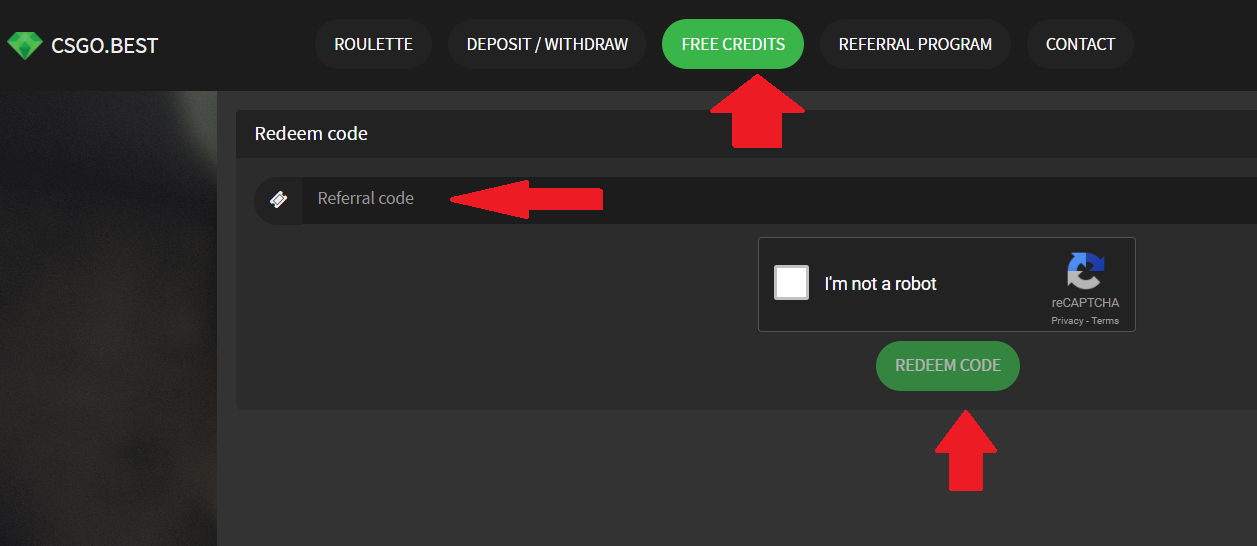 CSGO.BEST
ROULETTE
DEPOSIT / WITHDRAW
FREE CREDITS
REFERRAL PROGRAM
CONTACT
Redeem code
Referral code
I'm not a robot
reCAPTCHA
Privacy - Terms
REDEEM CODE